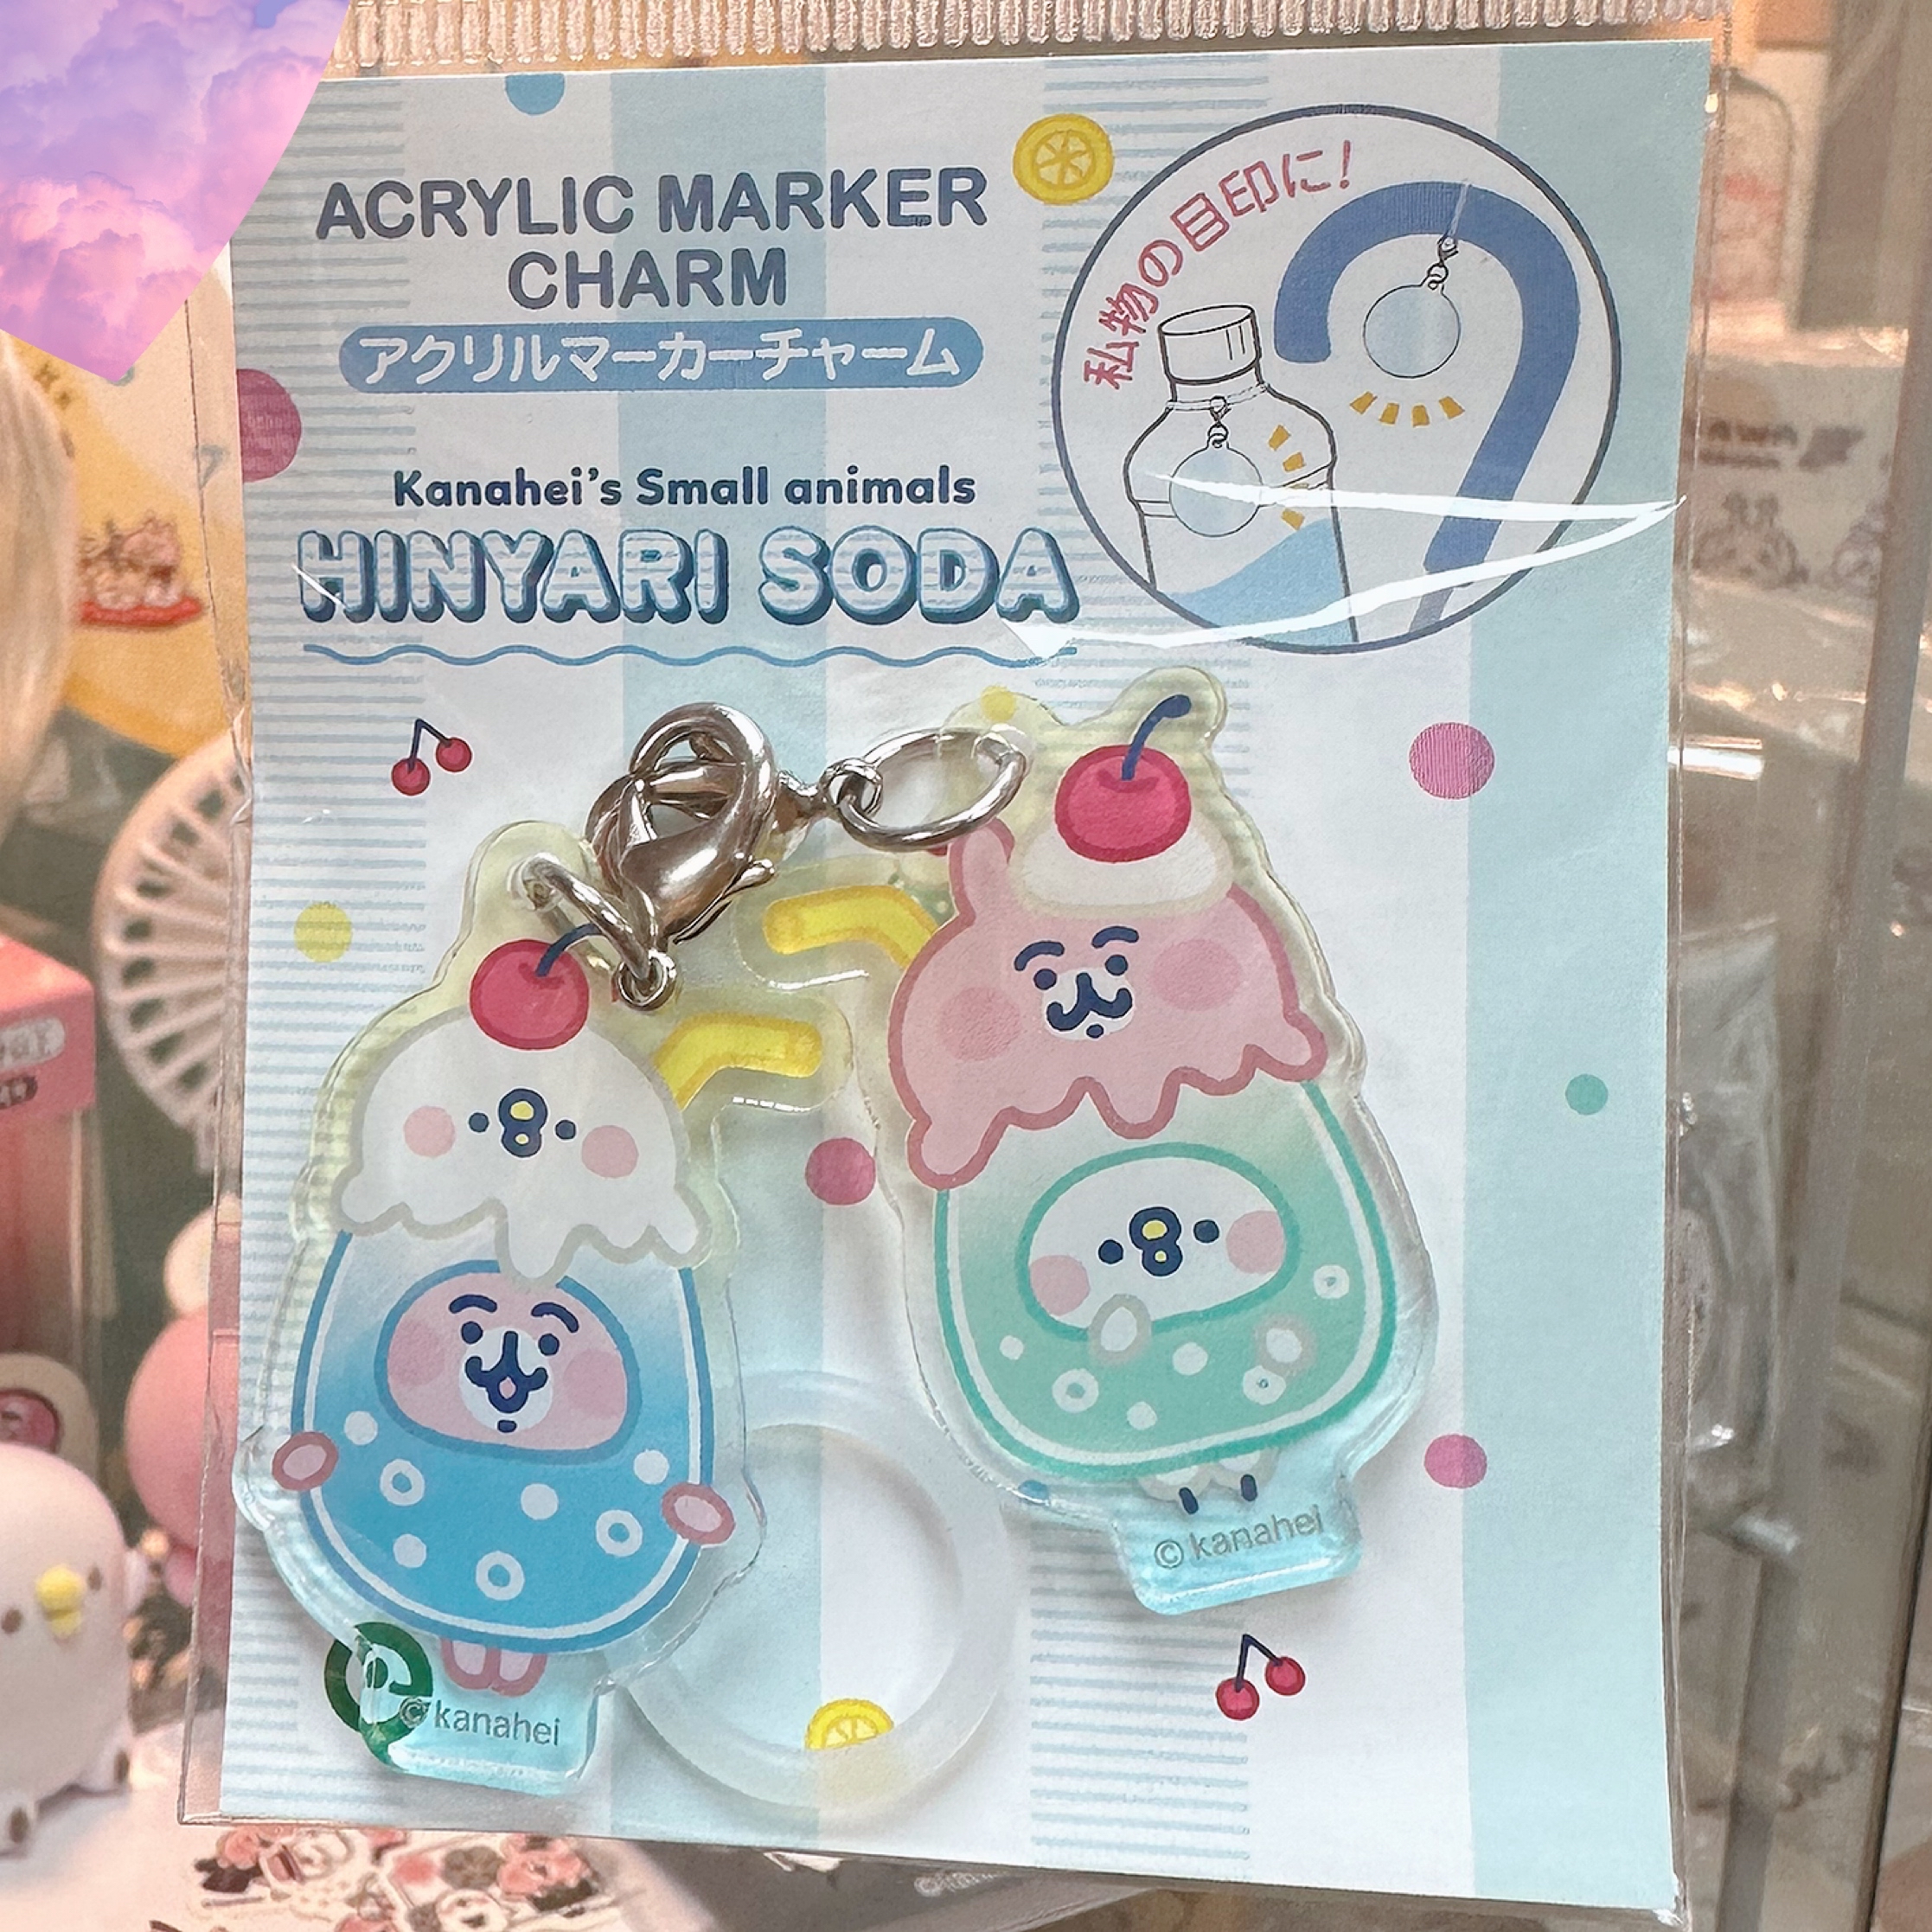 ACRYLIC MARKER
CHARM
アクリルマーカーチャーム
私物の目印に!
Kanahei's Small animals
HINYARI SODA
© kanahei
© kanahei